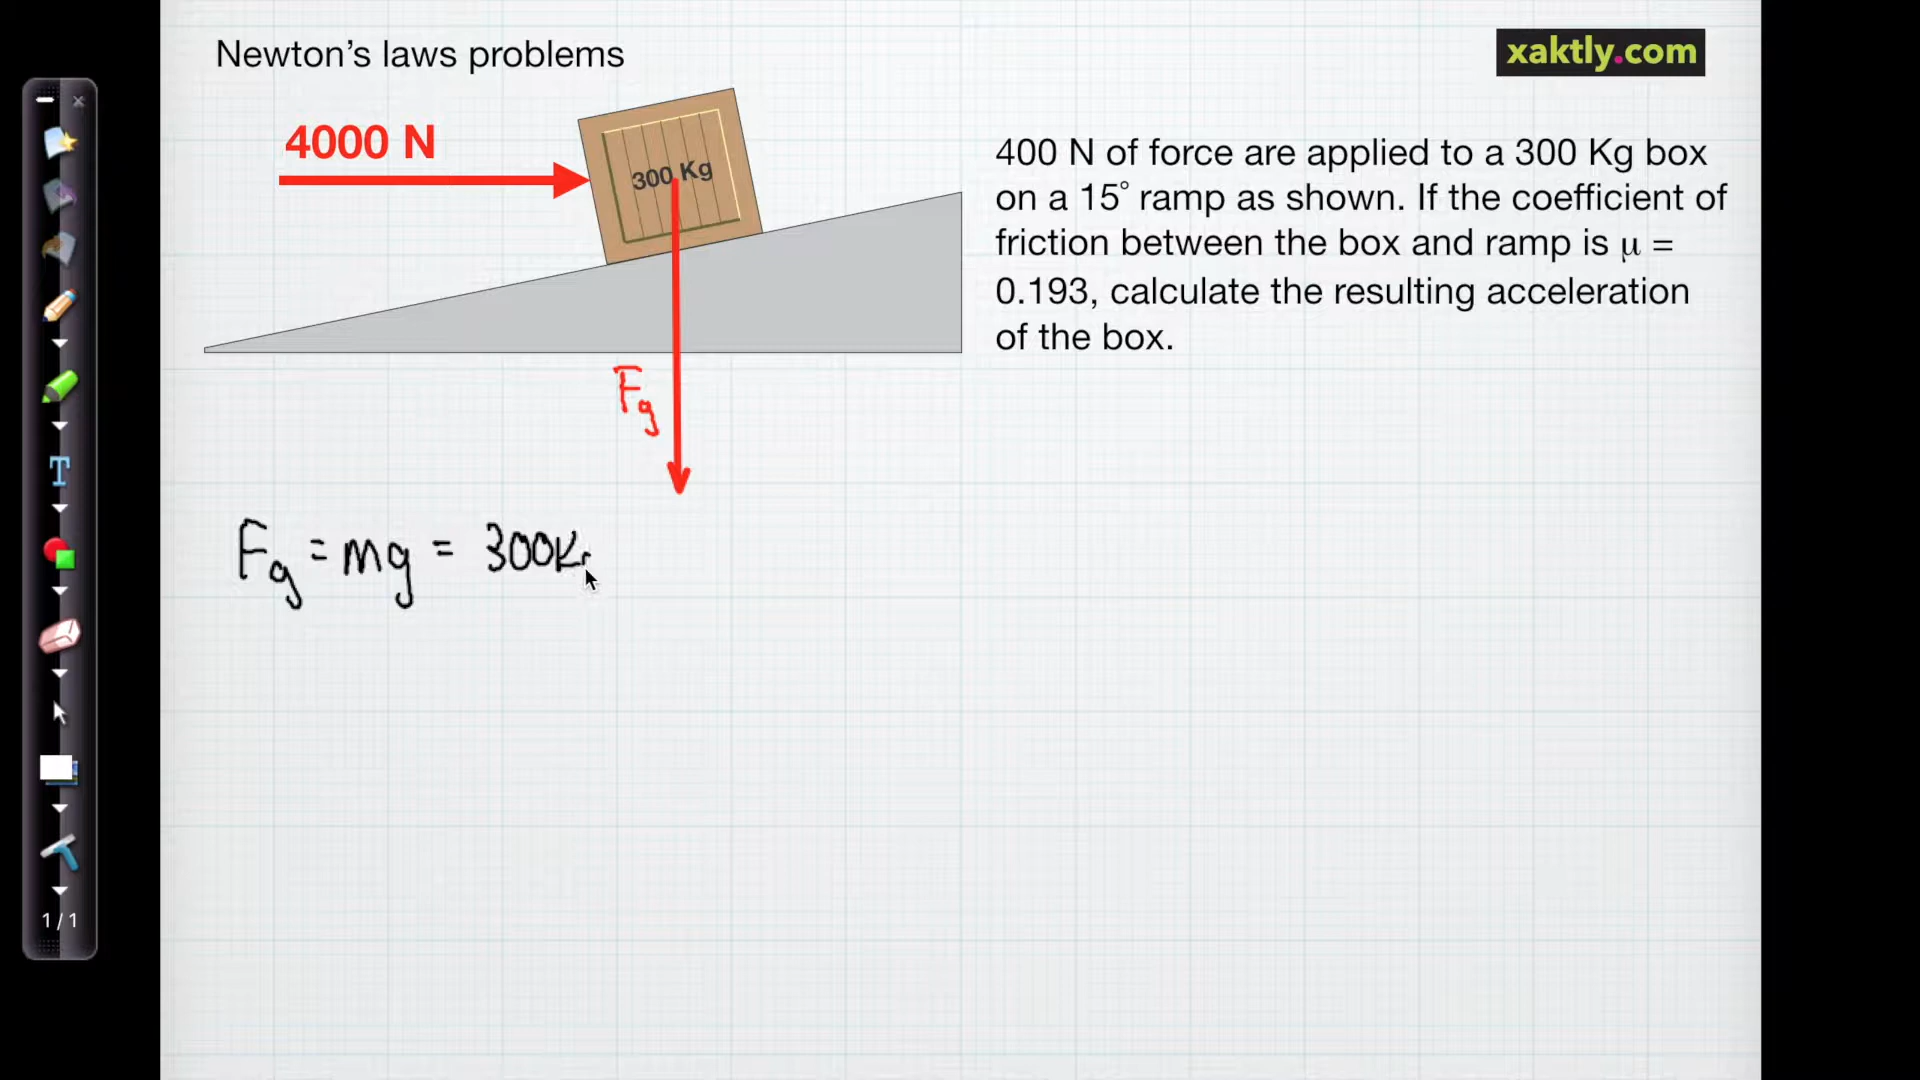 Newton's laws problems
xaktly.com
4000 N
300 Kg
400 N of force are applied to a 300 Kg box
on a 15° ramp as shown. If the coefficient of
friction between the box and ramp is μ =
0.193, calculate the resulting acceleration
of the box.
Fg
Fg = mg = 300K
T
1/1